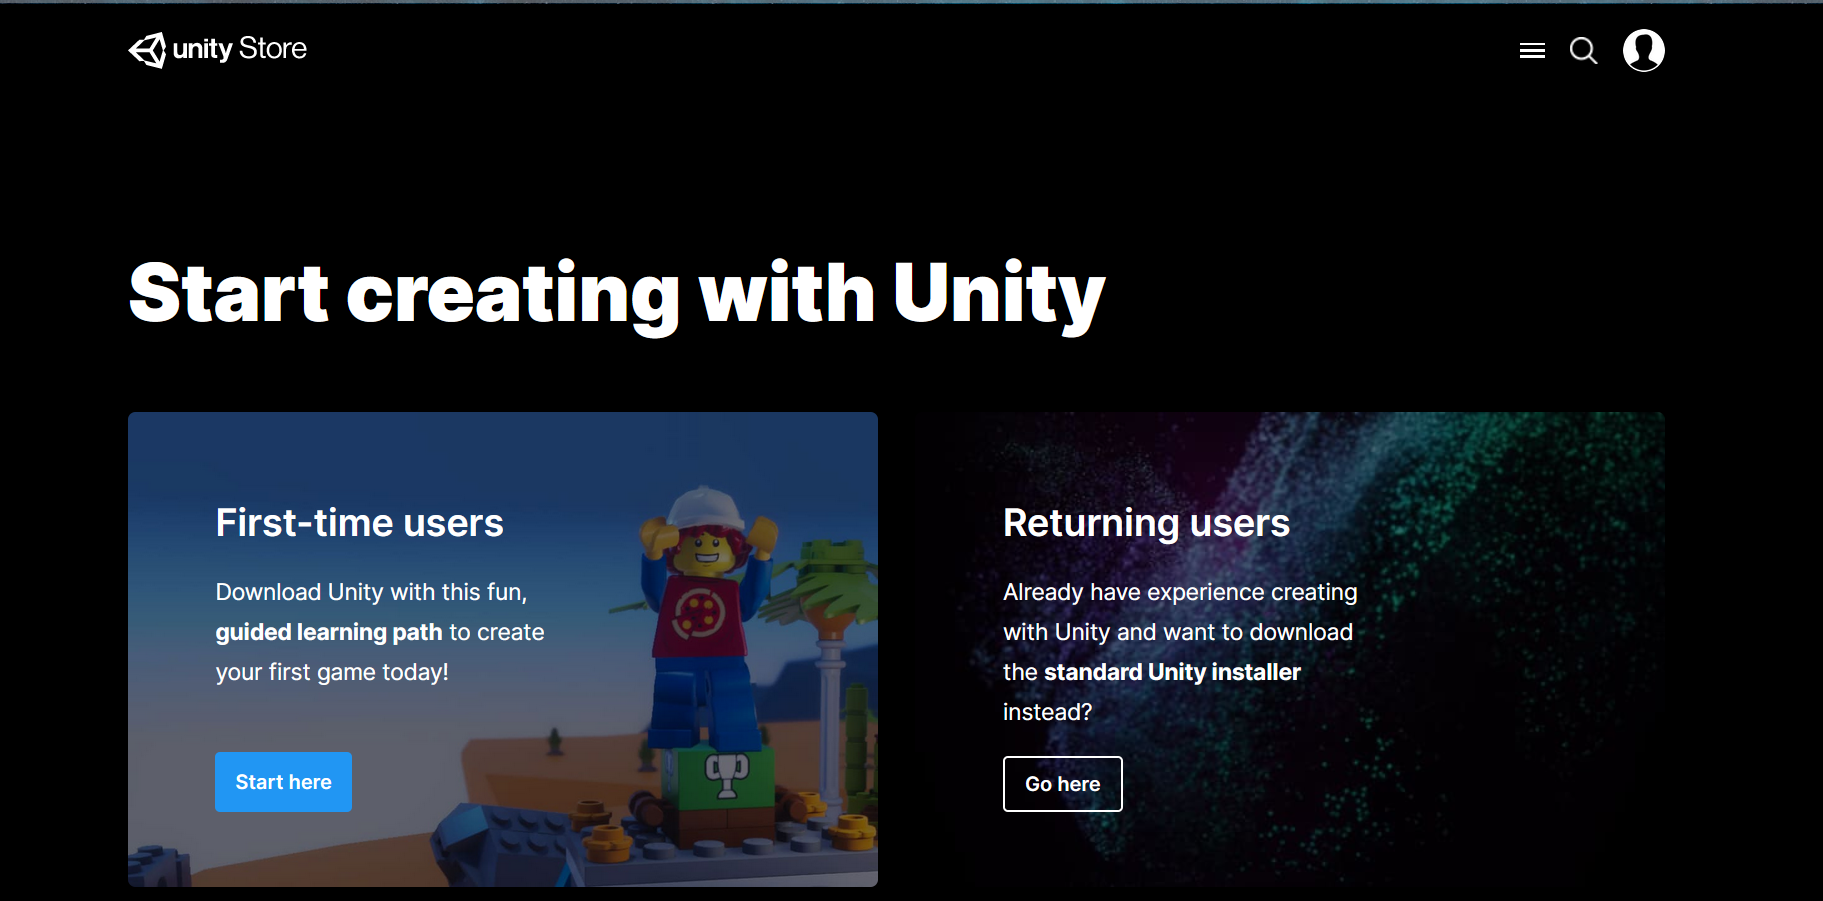 unity Store
Start creating with Unity
First-time users
Download Unity with this fun,
guided learning path to create
your first game today!
Start here
Returning users
Already have experience creating
with Unity and want to download
the standard Unity installer
instead?
Go here